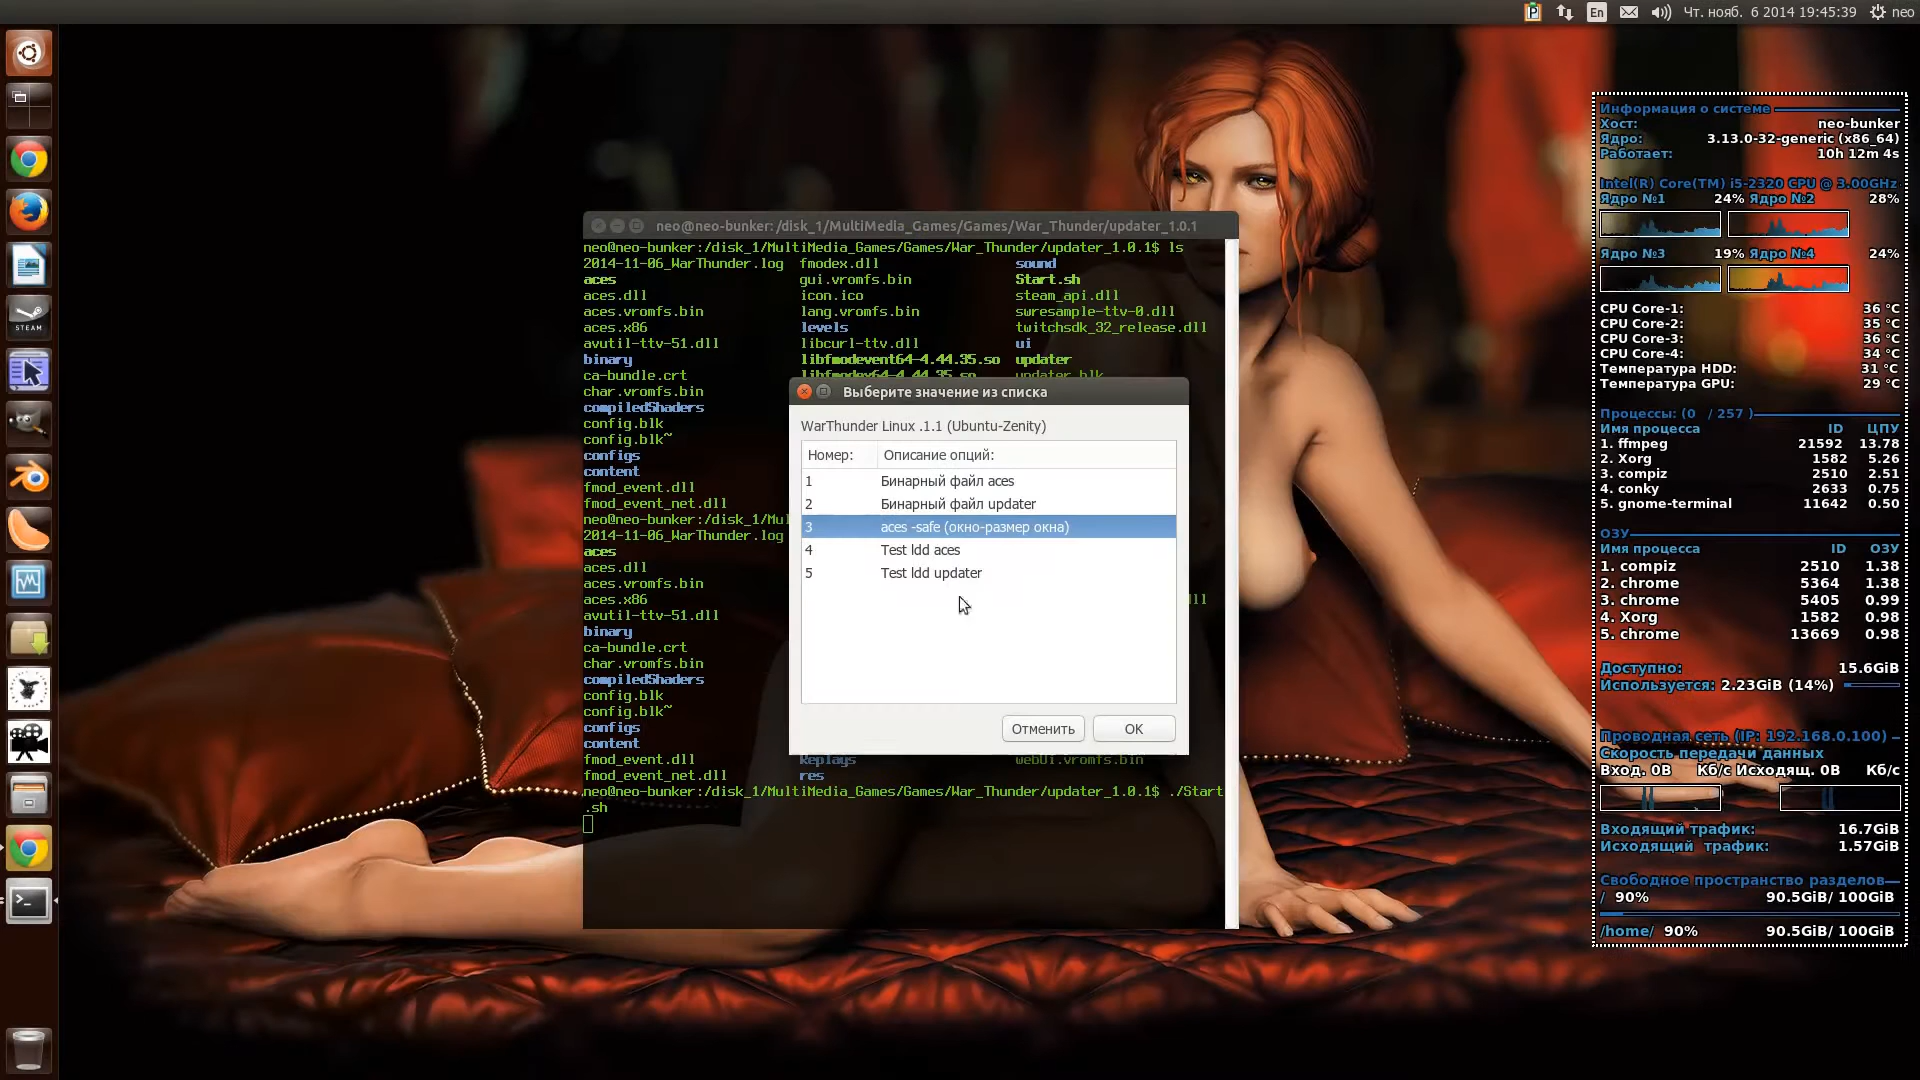 En
Чт. нояб. 6 2014 19:45:39
neo
STEAM
neo@neo-bunker: /disk_1/MultiMedia_Games/Games/War_Thunder/updater_1.0.1
neo@neo-bunker:/disk_1/MultiMedia_Games/Games/War_Thunder/updater_1.0.1$ ls
2014-11-06_WarThunder.log fmodex.dll sound
aces gui.vromfs.bin Start.sh
aces.dll icon.ico steam_api.dll
aces.vromfs.bin lang.vromfs.bin swresample-ttv-0.dll
aces.x86 levels twitchsdk_32_release.dll
avutil-ttv-51.dll libcurl-ttv.dll ui
binary libfmodevent64-4.44.35.so updater
ca-bundle.crt libfmodex64-4.44.35.so updater.blk
char.vromfs.bin
compiledShaders
config.blk
config.blk~
configs
content
fmod_event.dll
fmod_event_net.dll
neo@neo-bunker:/disk_1/Mul
2014-11-06_WarThunder.log
aces
aces.dll
aces.vromfs.bin
aces.x86 ll
avutil-ttv-51.dll
binary
ca-bundle.crt
char.vromfs.bin
compiledShaders
config.blk
config.blk~
configs
content
fmod_event.dll Replays webUi.vromfs.bin
fmod_event_net.dll res
neo@neo-bunker:/disk_1/MultiMedia_Games/Games/War_Thunder/updater_1.0.1$ ./Start
.sh
Выберите значение из списка
WarThunder Linux .1.1 (Ubuntu-Zenity)
Номер: Описание опций:
1 Бинарный файл aces
2 Бинарный файл updater
3 aces -safe (окно-размер окна)
4 Test ldd aces
5 Test ldd updater
Отменить OK
Информация о системе
Хост: neo-bunker
Ядро: 3.13.0-32-generic (x86_64)
Работает: 10h 12m 4s
Intel(R) Core(TM) i5-2320 CPU @ 3.00GHz
Ядро №1 24% Ядро №2 28%
Ядро №3 19% Ядро №4 24%
CPU Core-1: 36 °C
CPU Core-2: 35 °C
CPU Core-3: 36 °C
CPU Core-4: 34 °C
Температура HDD: 31 °C
Температура GPU: 29 °C
Процессы: (0 / 257 )
Имя процесса ID ЦПУ
1. ffmpeg 21592 13.78
2. Xorg 1582 5.26
3. compiz 2510 2.51
4. conky 2633 0.75
5. gnome-terminal 11642 0.50
ОЗУ
Имя процесса ID ОЗУ
1. compiz 2510 1.38
2. chrome 5364 1.38
3. chrome 5405 0.99
4. Xorg 1582 0.98
5. chrome 13669 0.98
Доступно: 15.6GiB
Используется: 2.23GiB (14%)
Проводная сеть (IP: 192.168.0.100)
Скорость передачи данных
Вход. 0B Кб/с Исходящ. 0B Кб/с
Входящий трафик: 16.7GiB
Исходящий трафик: 1.57GiB
Свободное пространство разделов
/ 90% 90.5GiB/ 100GiB
/home/ 90% 90.5GiB/ 100GiB